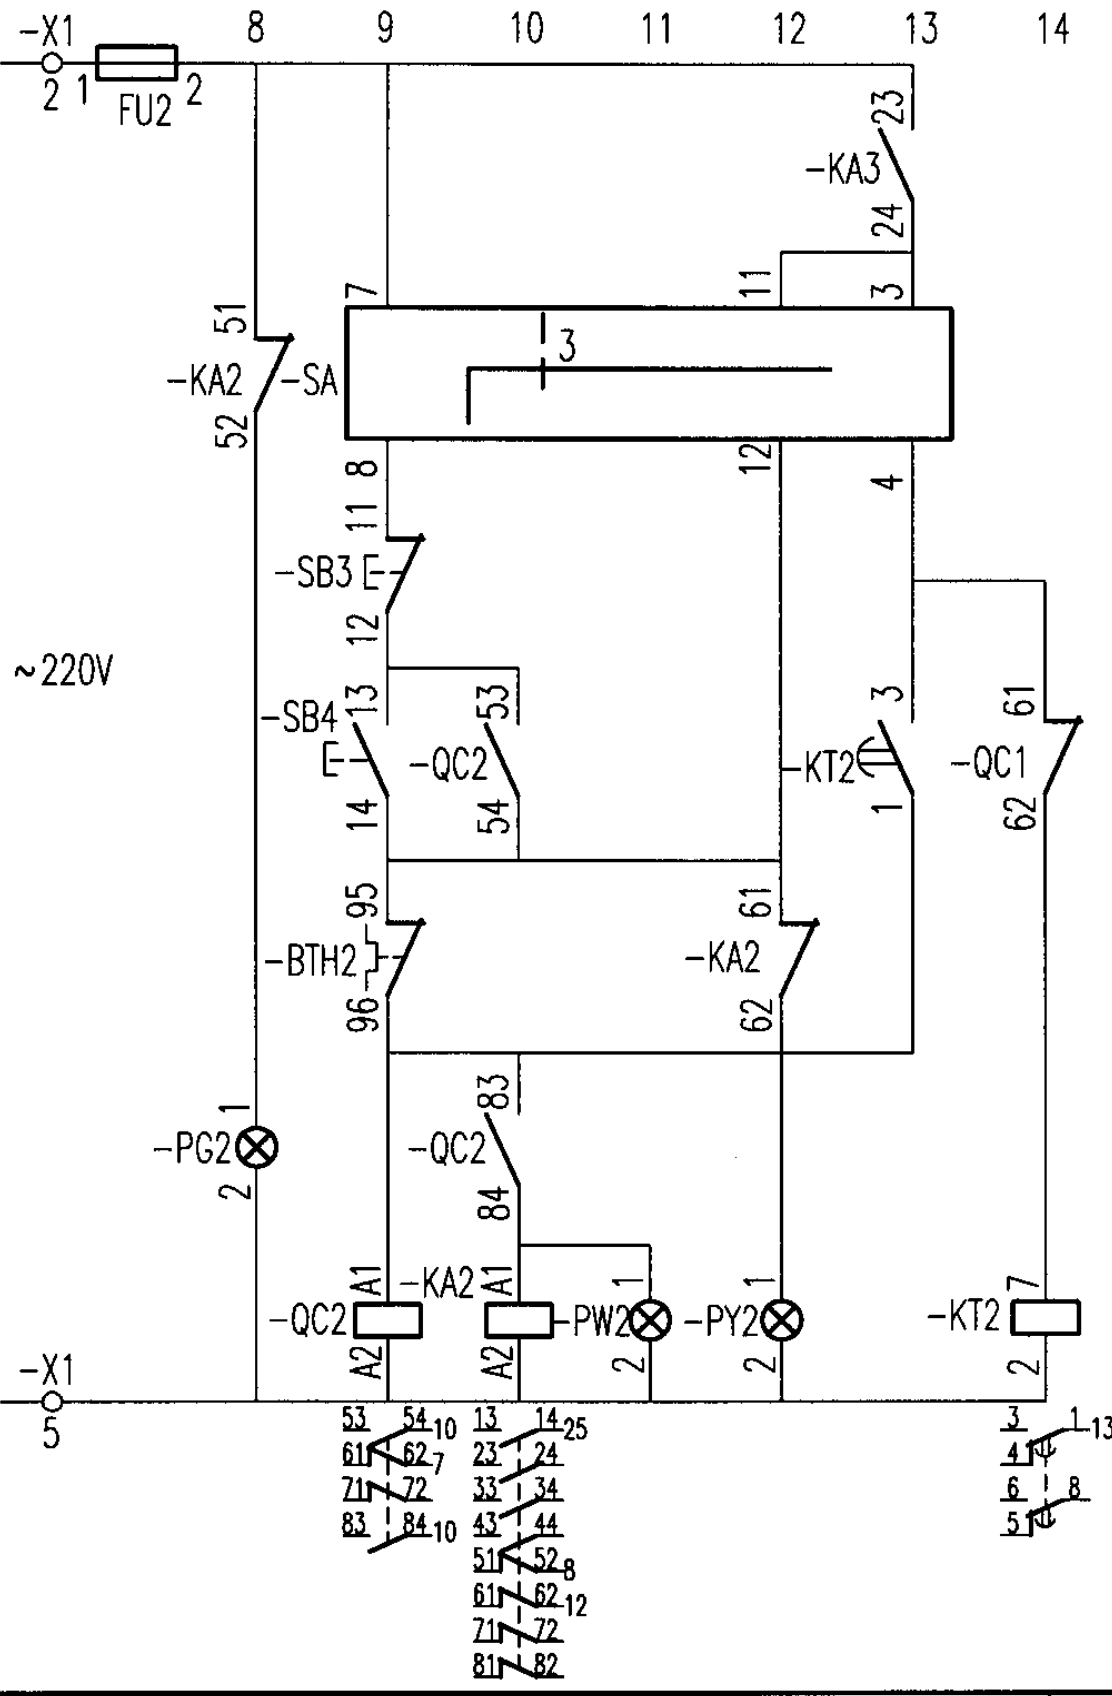 -X1 8 9 10 11 12 13 14
2 1 FU2 2
23
-KA3
24
7 11 3
51
-KA2 -SA 3
52
8 12 4
11
-SB3
12
~220V
13 53 3 61
-SB4 -QC2 -KT2 -QC1
14 54 1 62
95 61
-BTH2 -KA2
96 62
1 83
-PG2 -QC2
2 84
A1 -KA2 A1 1 1 7
-QC2 -PW2 -PY2 -KT2
A2 A2 2 2 2
-X1
5
53 54 10 13 14 25 3 1 13
61 62 7 23 24 4
71 72 33 34 6 8
83 84 10 43 44 5
51 52 8
61 62 12
71 72
81 82